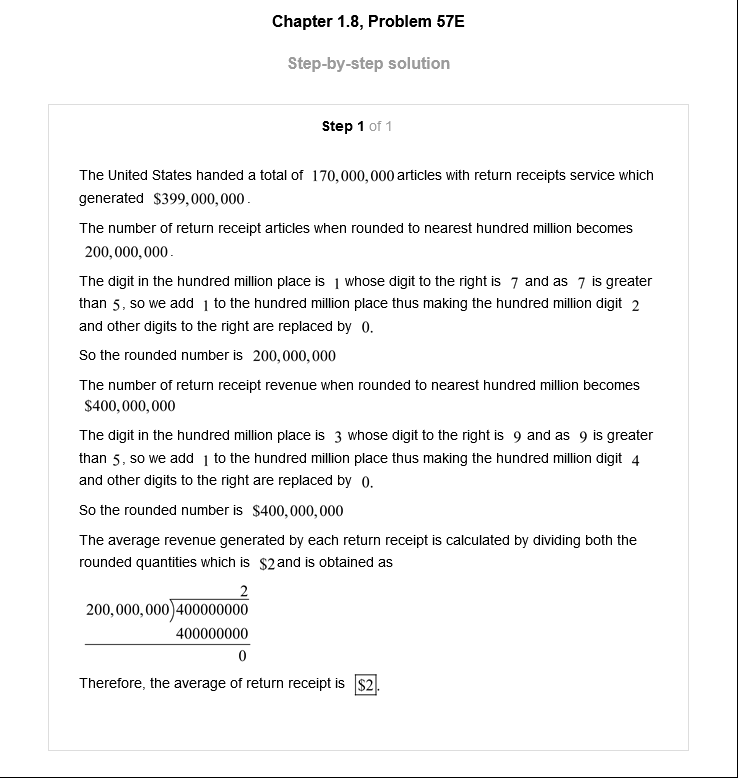 Chapter 1.8, Problem 57E
Step-by-step solution
Step 1 of 1
The United States handed a total of 170,000,000 articles with return receipts service which
generated $399,000,000.
The number of return receipt articles when rounded to nearest hundred million becomes
200,000,000.
The digit in the hundred million place is 1 whose digit to the right is 7 and as 7 is greater
than 5, so we add 1 to the hundred million place thus making the hundred million digit 2
and other digits to the right are replaced by 0.
So the rounded number is 200,000,000
The number of return receipt revenue when rounded to nearest hundred million becomes
$400,000,000
The digit in the hundred million place is 3 whose digit to the right is 9 and as 9 is greater
than 5, so we add 1 to the hundred million place thus making the hundred million digit 4
and other digits to the right are replaced by 0.
So the rounded number is $400,000,000
The average revenue generated by each return receipt is calculated by dividing both the
rounded quantities which is $2 and is obtained as
2
200,000,000)400000000
400000000
0
Therefore, the average of return receipt is $2.